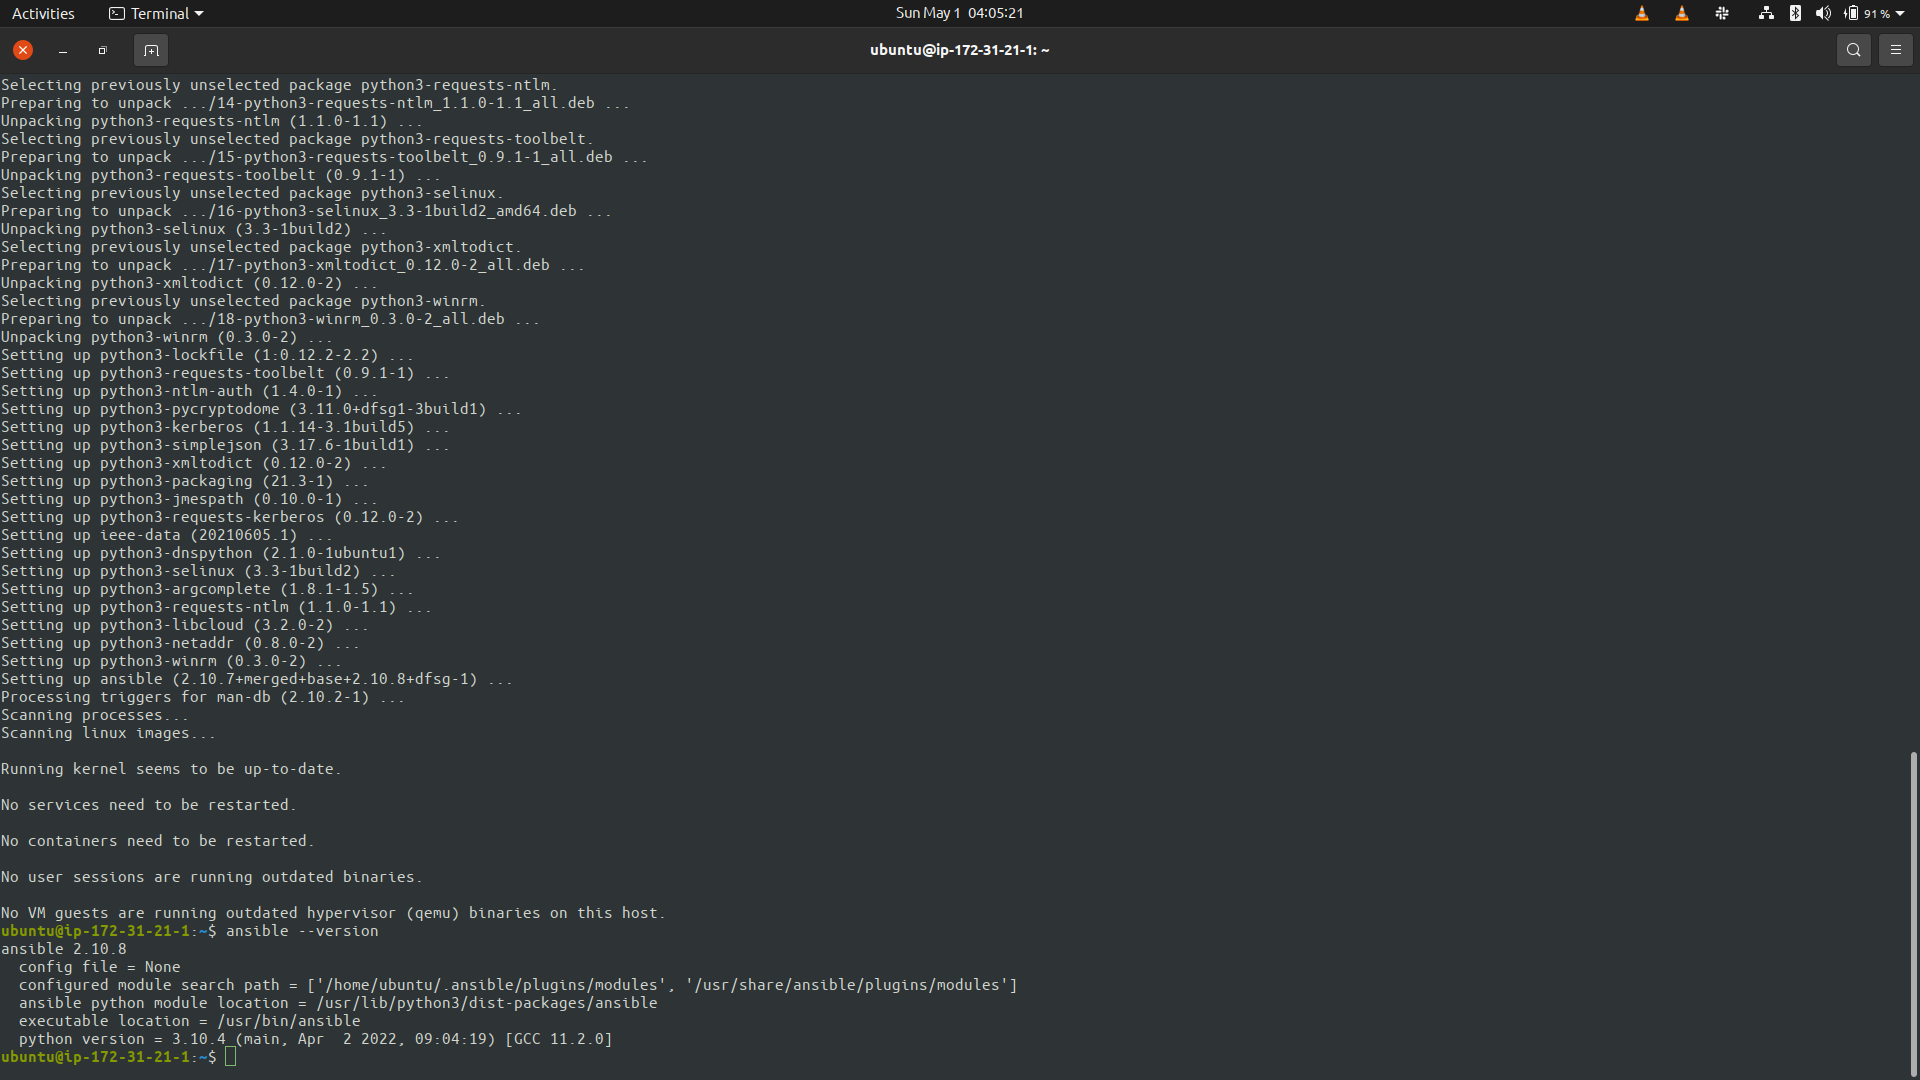 Activities
Terminal
Sun May 1 04:05:21
91 %
ubuntu@ip-172-31-21-1: ~
Selecting previously unselected package python3-requests-ntlm.
Preparing to unpack .../14-python3-requests-ntlm_1.1.0-1.1_all.deb ...
Unpacking python3-requests-ntlm (1.1.0-1.1) ...
Selecting previously unselected package python3-requests-toolbelt.
Preparing to unpack .../15-python3-requests-toolbelt_0.9.1-1_all.deb ...
Unpacking python3-requests-toolbelt (0.9.1-1) ...
Selecting previously unselected package python3-selinux.
Preparing to unpack .../16-python3-selinux_3.3-1build2_amd64.deb ...
Unpacking python3-selinux (3.3-1build2) ...
Selecting previously unselected package python3-xmltodict.
Preparing to unpack .../17-python3-xmltodict_0.12.0-2_all.deb ...
Unpacking python3-xmltodict (0.12.0-2) ...
Selecting previously unselected package python3-winrm.
Preparing to unpack .../18-python3-winrm_0.3.0-2_all.deb ...
Unpacking python3-winrm (0.3.0-2) ...
Setting up python3-lockfile (1:0.12.2-2.2) ...
Setting up python3-requests-toolbelt (0.9.1-1) ...
Setting up python3-ntlm-auth (1.4.0-1) ...
Setting up python3-pycryptodome (3.11.0+dfsg1-3build1) ...
Setting up python3-kerberos (1.1.14-3.1build5) ...
Setting up python3-simplejson (3.17.6-1build1) ...
Setting up python3-xmltodict (0.12.0-2) ...
Setting up python3-packaging (21.3-1) ...
Setting up python3-jmespath (0.10.0-1) ...
Setting up python3-requests-kerberos (0.12.0-2) ...
Setting up ieee-data (20210605.1) ...
Setting up python3-dnspython (2.1.0-1ubuntu1) ...
Setting up python3-selinux (3.3-1build2) ...
Setting up python3-argcomplete (1.8.1-1.5) ...
Setting up python3-requests-ntlm (1.1.0-1.1) ...
Setting up python3-libcloud (3.2.0-2) ...
Setting up python3-netaddr (0.8.0-2) ...
Setting up python3-winrm (0.3.0-2) ...
Setting up ansible (2.10.7+merged+base+2.10.8+dfsg-1) ...
Processing triggers for man-db (2.10.2-1) ...
Scanning processes...
Scanning linux images...
Running kernel seems to be up-to-date.
No services need to be restarted.
No containers need to be restarted.
No user sessions are running outdated binaries.
No VM guests are running outdated hypervisor (qemu) binaries on this host.
ubuntu@ip-172-31-21-1:~$ ansible --version
ansible 2.10.8
  config file = None
  configured module search path = ['/home/ubuntu/.ansible/plugins/modules', '/usr/share/ansible/plugins/modules']
  ansible python module location = /usr/lib/python3/dist-packages/ansible
  executable location = /usr/bin/ansible
  python version = 3.10.4 (main, Apr  2 2022, 09:04:19) [GCC 11.2.0]
ubuntu@ip-172-31-21-1:~$